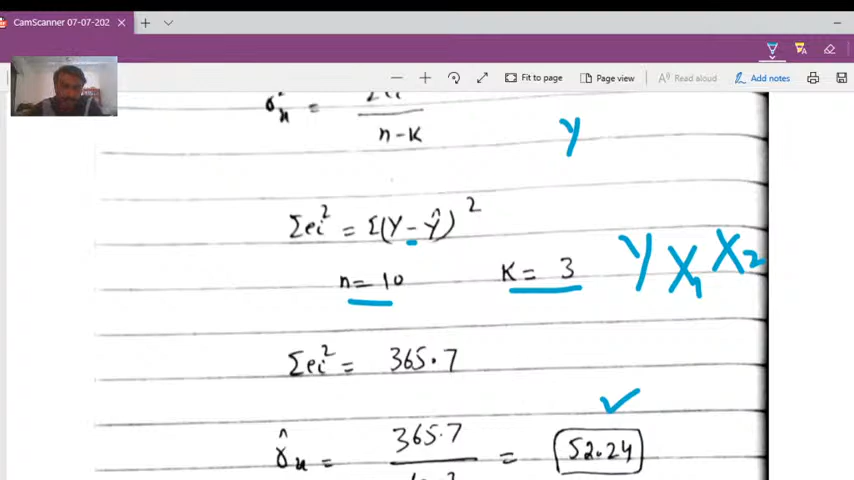 CamScanner 07-07-202
Fit to page
Page view
Read aloud
Add notes
n-K
Y
Σei² = Σ(Y-Ŷ)²
n= 10 K= 3 Y X₁ X₂
Σei² = 365.7
365.7
= = 52.24